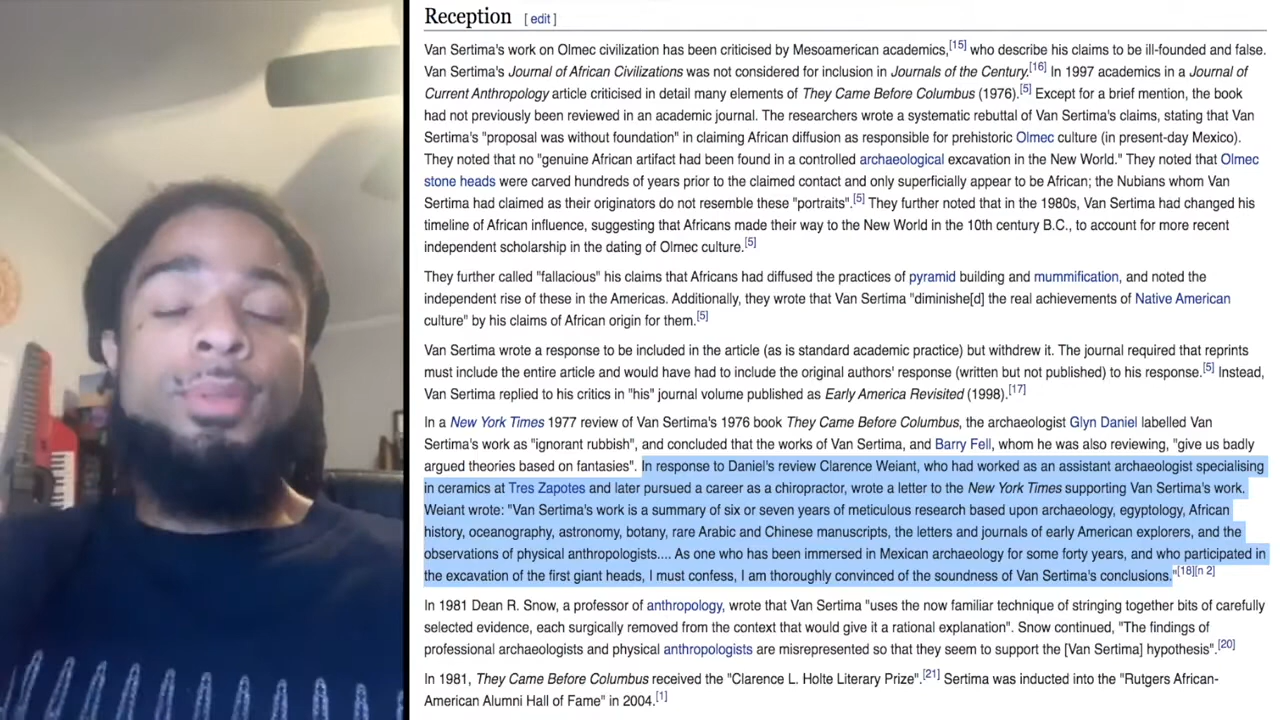 Reception [ edit ]
Van Sertima's work on Olmec civilization has been criticised by Mesoamerican academics,[15] who describe his claims to be ill-founded and false.
Van Sertima's Journal of African Civilizations was not considered for inclusion in Journals of the Century.[16] In 1997 academics in a Journal of
Current Anthropology article criticised in detail many elements of They Came Before Columbus (1976).[5] Except for a brief mention, the book
had not previously been reviewed in an academic journal. The researchers wrote a systematic rebuttal of Van Sertima's claims, stating that Van
Sertima's "proposal was without foundation" in claiming African diffusion as responsible for prehistoric Olmec culture (in present-day Mexico).
They noted that no "genuine African artifact had been found in a controlled archaeological excavation in the New World." They noted that Olmec
stone heads were carved hundreds of years prior to the claimed contact and only superficially appear to be African; the Nubians whom Van
Sertima had claimed as their originators do not resemble these "portraits".[5] They further noted that in the 1980s, Van Sertima had changed his
timeline of African influence, suggesting that Africans made their way to the New World in the 10th century B.C., to account for more recent
independent scholarship in the dating of Olmec culture.[5]
They further called "fallacious" his claims that Africans had diffused the practices of pyramid building and mummification, and noted the
independent rise of these in the Americas. Additionally, they wrote that Van Sertima "diminishe[d] the real achievements of Native American
culture" by his claims of African origin for them.[5]
Van Sertima wrote a response to be included in the article (as is standard academic practice) but withdrew it. The journal required that reprints
must include the entire article and would have had to include the original authors' response (written but not published) to his response.[5] Instead,
Van Sertima replied to his critics in "his" journal volume published as Early America Revisited (1998).[17]
In a New York Times 1977 review of Van Sertima's 1976 book They Came Before Columbus, the archaeologist Glyn Daniel labelled Van
Sertima's work as "ignorant rubbish", and concluded that the works of Van Sertima, and Barry Fell, whom he was also reviewing, "give us badly
argued theories based on fantasies". In response to Daniel's review Clarence Weiant, who had worked as an assistant archaeologist specialising
in ceramics at Tres Zapotes and later pursued a career as a chiropractor, wrote a letter to the New York Times supporting Van Sertima's work.
Weiant wrote: "Van Sertima's work is a summary of six or seven years of meticulous research based upon archaeology, egyptology, African
history, oceanography, astronomy, botany, rare Arabic and Chinese manuscripts, the letters and journals of early American explorers, and the
observations of physical anthropologists.... As one who has been immersed in Mexican archaeology for some forty years, and who participated in
the excavation of the first giant heads, I must confess, I am thoroughly convinced of the soundness of Van Sertima's conclusions."[18][n 2]
In 1981 Dean R. Snow, a professor of anthropology, wrote that Van Sertima "uses the now familiar technique of stringing together bits of carefully
selected evidence, each surgically removed from the context that would give it a rational explanation". Snow continued, "The findings of
professional archaeologists and physical anthropologists are misrepresented so that they seem to support the [Van Sertima] hypothesis".[20]
In 1981, They Came Before Columbus received the "Clarence L. Holte Literary Prize".[21] Sertima was inducted into the "Rutgers African-
American Alumni Hall of Fame" in 2004.[1]